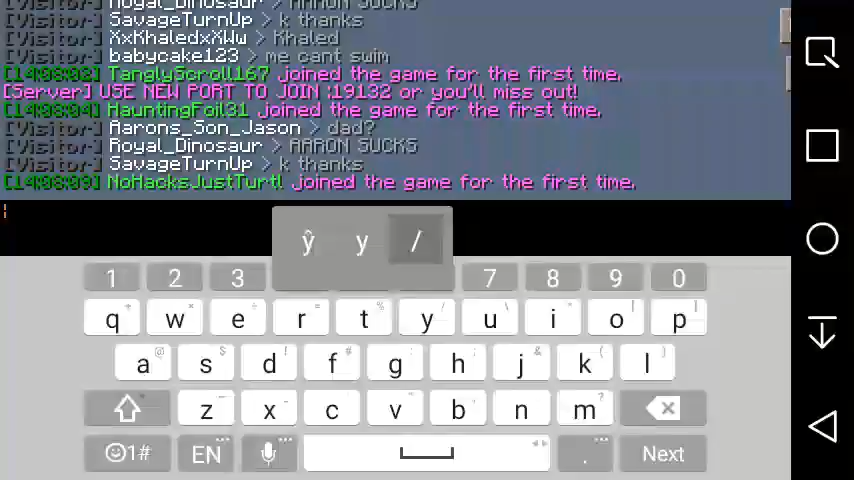 [Visitor] Royal_Dinosaur > AARON SUCKS
[Visitor] SavageTurnUp > k thanks
[Visitor] XxKhaledxXWw > Khaled
[Visitor] babycake123 > me cant swim
[14:08:02] TanglyScroll167 joined the game for the first time.
[Server] USE NEW PORT TO JOIN :19132 or you'll miss out!
[14:08:04] HauntingFoil31 joined the game for the first time.
[Visitor] Aarons_Son_Jason > dad?
[Visitor] Royal_Dinosaur > AARON SUCKS
[Visitor] SavageTurnUp > k thanks
[14:08:09] NoHacksJustTurtl joined the game for the first time.
ŷ y /
1 2 3 7 8 9 0
q w e r t y u i o p
a s d f g h j k l
z x c v b n m
1# EN . Next